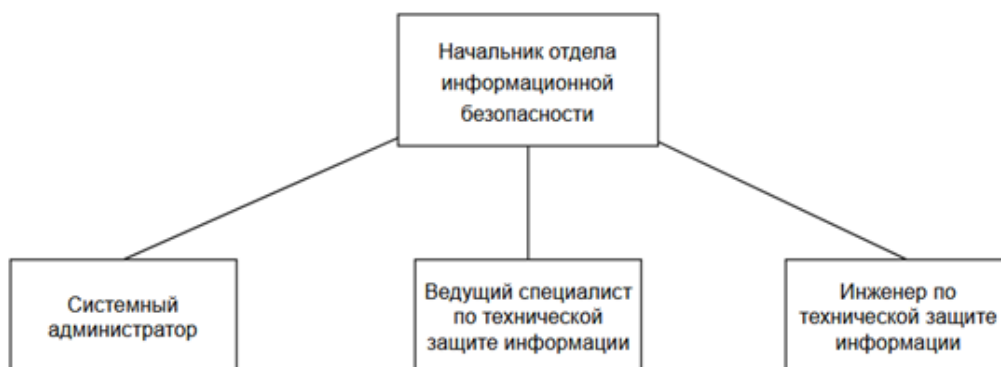 Начальник отдела
информационной
безопасности
Системный
администратор
Ведущий специалист
по технической
защите информации
Инженер по
технической защите
информации